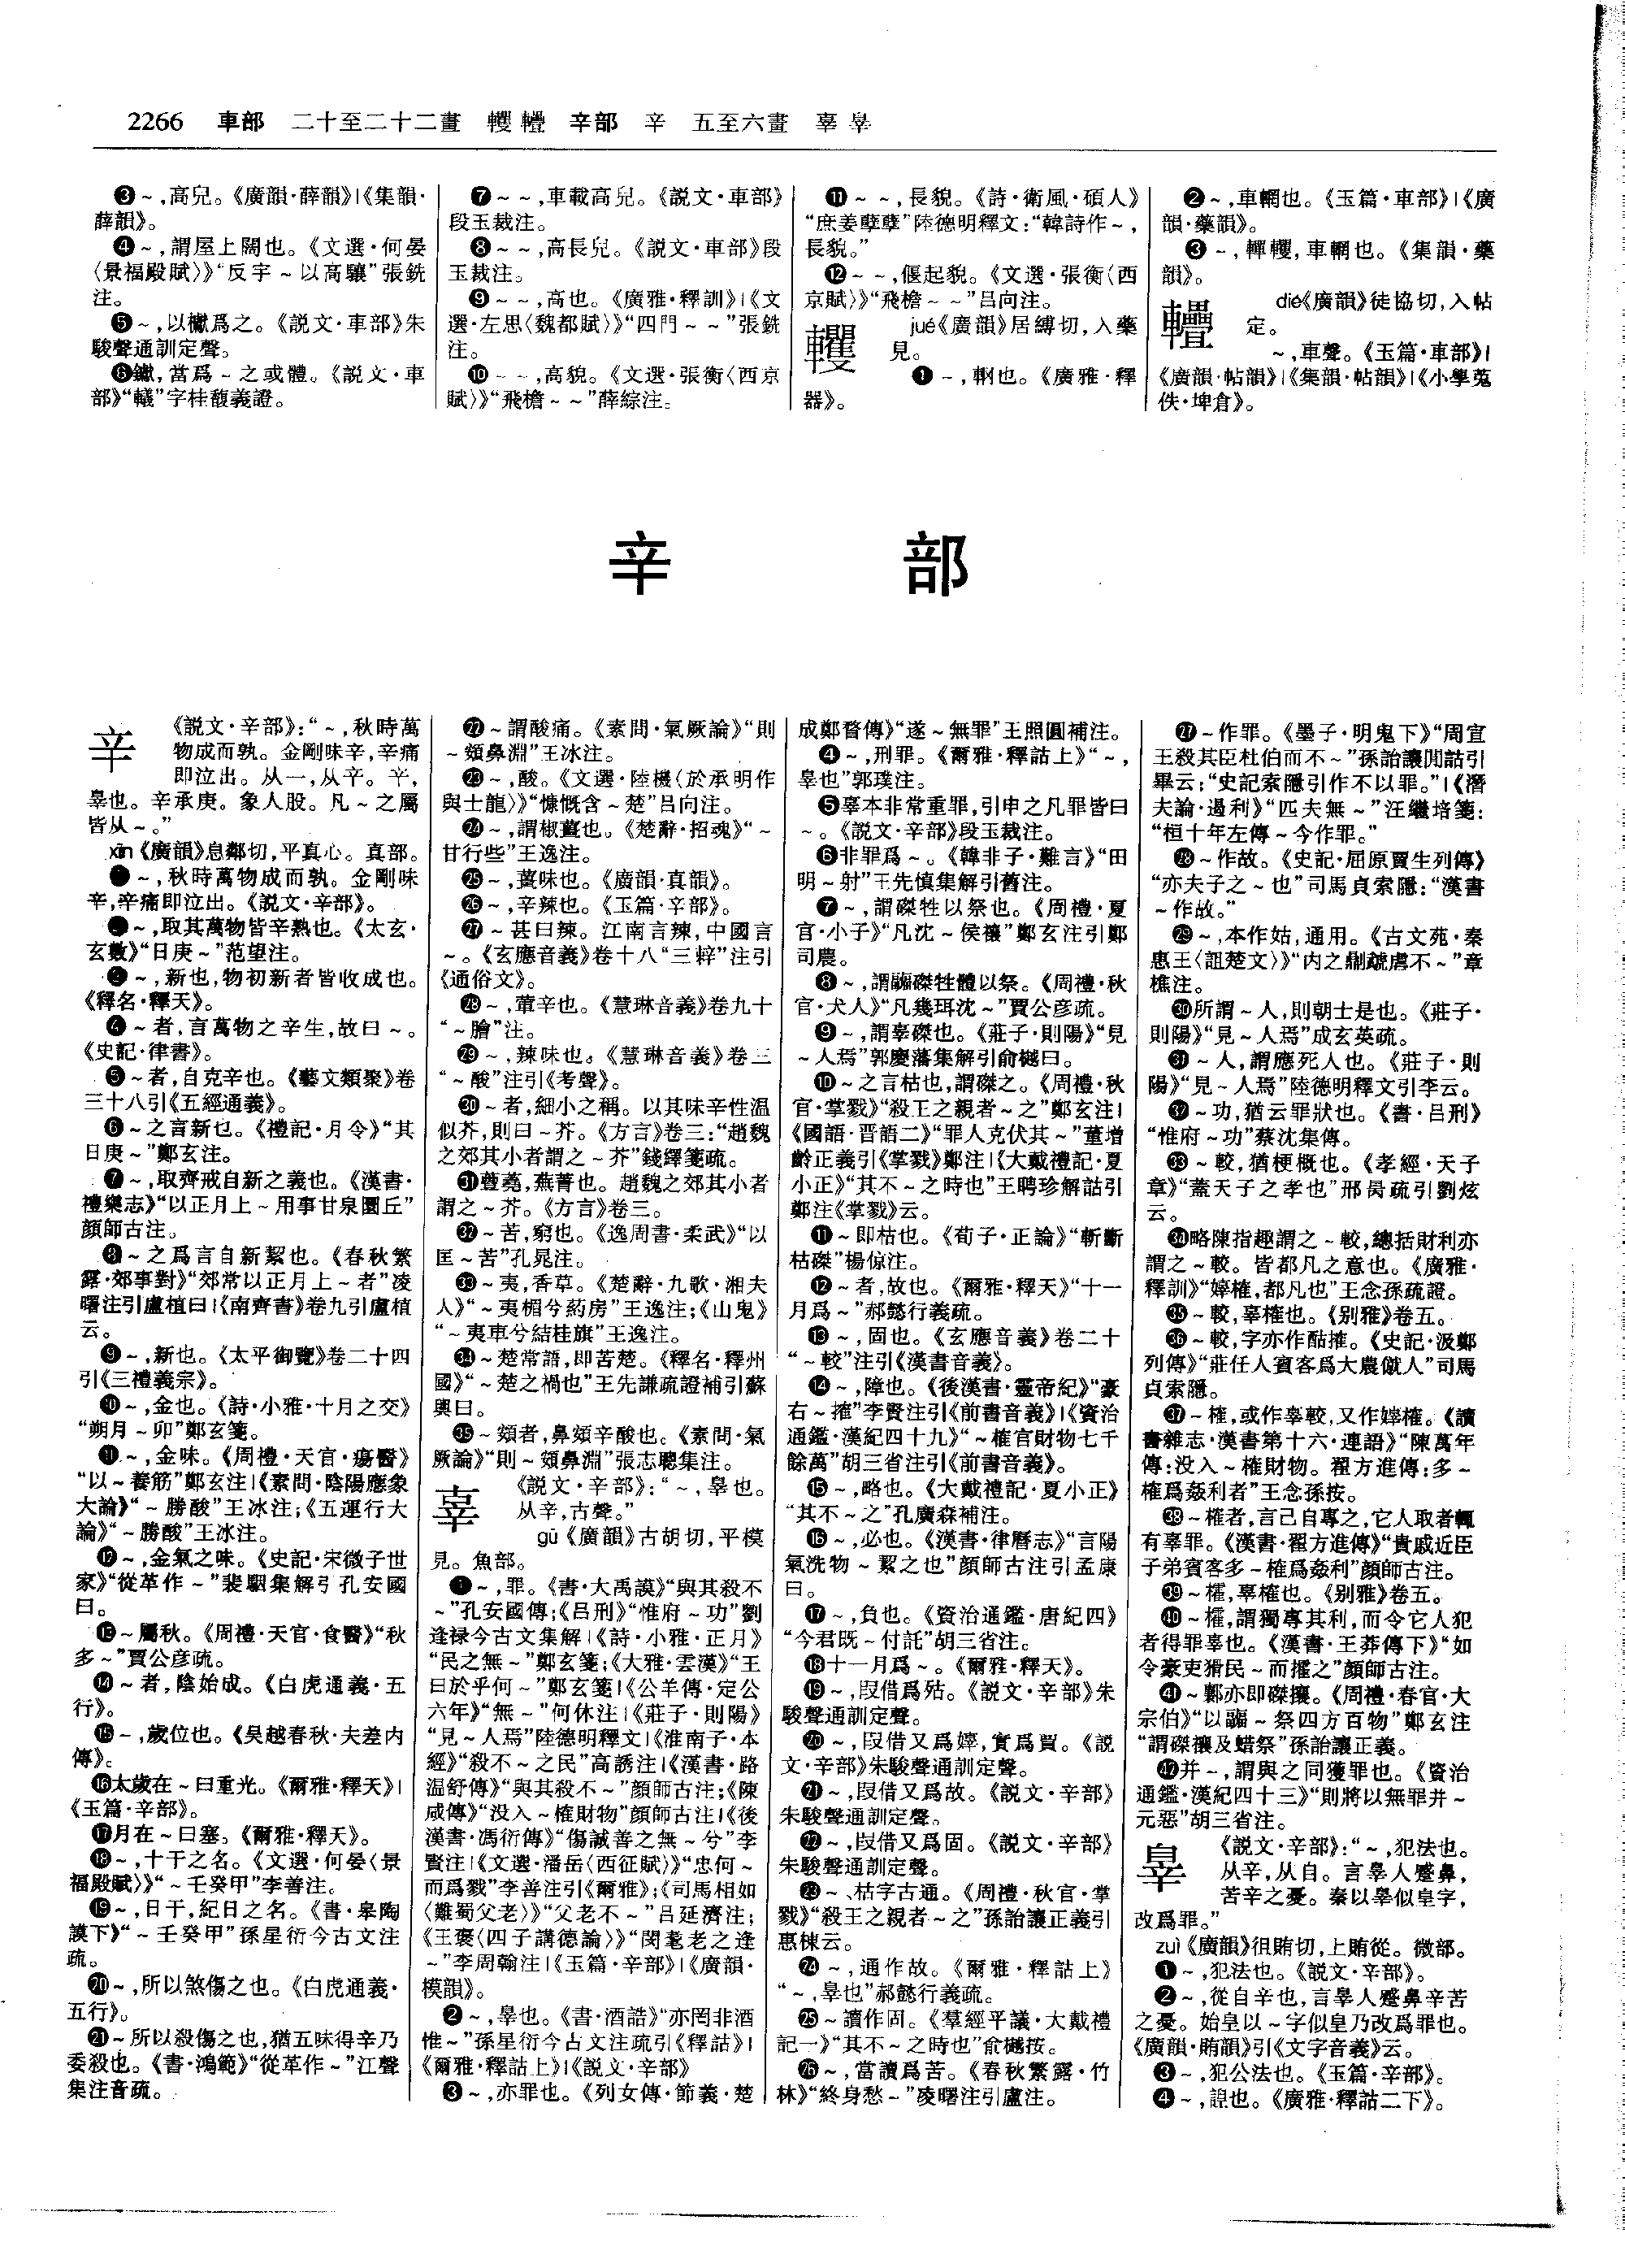 2266 車部 二十至二十二畫 轐轠 辛部 辛 五至六畫 辜辠
❸～,高皃。《廣韻·薛韻》|《集韻·
薛韻》。
❹～,謂屋上闊也。《文選·何晏
〈景福殿賦〉》“反宇～以高驤”張銑
注。
❺～,以櫢爲之。《説文·車部》朱
駿聲通訓定聲。
❻钀,當爲～之或體。《説文·車
部》“轙”字桂馥義證。
❼～～,車載高皃。《説文·車部》
段玉裁注。
❽～～,高長皃。《説文·車部》段
玉裁注。
❾～～,高也。《廣雅·釋訓》|《文
選·左思〈魏都賦〉》“四門～～”張銑
注。
❿～～,高貌。《文選·張衡〈西京
賦〉》“飛檐～～”薛綜注。
⓫～～,長貌。《詩·衛風·碩人》
“庶姜孽孽”陸德明釋文:“韓詩作～,
長貌。”
⓬～～,偃起貌。《文選·張衡〈西
京賦〉》“飛檐～～”吕向注。
jué《廣韻》居縛切,入藥
見。
❶～,輞也。《廣雅·釋
器》。
❷～,車輞也。《玉篇·車部》|《廣
韻·藥韻》。
❸～,轉,車輞也。《集韻·藥
韻》。
dié《廣韻》徒協切,入帖
定。
～,車聲。《玉篇·車部》|
《廣韻·帖韻》|《集韻·帖韻》|《小學蒐
佚·埤倉》。
辛 部
辛 《説文·辛部》:“～,秋時萬
物成而孰。金剛味辛,辛痛
即泣出。从一,从䇂。䇂,
辠也。辛承庚。象人股。凡～之屬
皆从～。”
xīn《廣韻》息鄰切,平真心。真部。
❶～,秋時萬物成而孰。金剛味
辛,辛痛即泣出。《説文·辛部》。
❷～,取其萬物皆辛熟也。《太玄·
玄數》“日庚～”范望注。
❸～,新也,物初新者皆收成也。
《釋名·釋天》。
❹～者,言萬物之辛生,故曰～。
《史記·律書》。
❺～者,自克辛也。《藝文類聚》卷
三十八引《五經通義》。
❻～之言新也。《禮記·月令》“其
日庚～”鄭玄注。
❼～,取齊戒自新之義也。《漢書·
禮樂志》“以正月上～用事甘泉圜丘”
顔師古注。
❽～之爲言自新絜也。《春秋繁
露·郊事對》“郊常以正月上～者”凌
曙注引盧植曰|《南齊書》卷九引盧植
云。
❾～,新也。《太平御覽》卷二十四
引《三禮義宗》。
❿～,金也。《詩·小雅·十月之交》
“朔月～卯”鄭玄箋。
⓫～,金味。《周禮·天官·瘍醫》
“以～養筋”鄭玄注|《素問·陰陽應象
大論》“～勝酸”王冰注;《五運行大
論》“～勝酸”王冰注。
⓬～,金氣之味。《史記·宋微子世
家》“從革作～”裴駰集解引孔安國
曰。
⓭～屬秋。《周禮·天官·食醫》“秋
多～”賈公彦疏。
⓮～者,陰始成。《白虎通義·五
行》。
⓯～,歲位也。《吴越春秋·夫差内
傳》。
⓰太歲在～曰重光。《爾雅·釋天》|
《玉篇·辛部》。
⓱月在～曰塞。《爾雅·釋天》。
⓲～,十干之名。《文選·何晏〈景
福殿賦〉》“～壬癸甲”李善注。
⓳～,日干,紀日之名。《書·皋陶
謨下》“～壬癸甲”孫星衍今古文注
疏。
⓴～,所以煞傷之也。《白虎通義·
五行》。
㉑～所以殺傷之也,猶五味得辛乃
委殺也。《書·鴻範》“從革作～”江聲
集注音疏。
㉒～謂酸痛。《素問·氣厥論》“則
～頞鼻淵”王冰注。
㉓～,酸。《文選·陸機〈於承明作
與士龍〉》“慷慨含～楚”吕向注。
㉔～,謂椒薑也。《楚辭·招魂》“～
甘行些”王逸注。
㉕～,葷味也。《廣韻·真韻》。
㉖～,辛辣也。《玉篇·辛部》。
㉗～甚曰辣。江南言辣,中國言
～。《玄應音義》卷十八“三粹”注引
《通俗文》。
㉘～,葷辛也。《慧琳音義》卷九十
“～膾”注。
㉙～,辣味也。《慧琳音義》卷三
“～酸”注引《考聲》。
㉚～者,細小之稱。以其味辛性温
似芥,則曰～芥。《方言》卷三:“趙魏
之郊其小者謂之～芥”錢繹箋疏。
㉛蘴蕘,蕪菁也。趙魏之郊其小者
謂之～芥。《方言》卷三。
㉜～苦,窮也。《逸周書·柔武》“以
匡～苦”孔晁注。
㉝～夷,香草。《楚辭·九歌·湘夫
人》“～夷楣兮葯房”王逸注;《山鬼》
“～夷車兮結桂旗”王逸注。
㉞～楚常語,即苦楚。《釋名·釋州
國》“～楚之禍也”王先謙疏證補引蘇
輿曰。
㉟～頞者,鼻頞辛酸也。《素問·氣
厥論》“則～頞鼻淵”張志聰集注。
辜 《説文·辛部》:“～,辠也。
从辛,古聲。”
gū《廣韻》古胡切,平模
見。魚部。
❶～,罪。《書·大禹謨》“與其殺不
～”孔安國傳;《吕刑》“惟府～功”劉
逢禄今古文集解|《詩·小雅·正月》
“民之無～”鄭玄箋;《大雅·雲漢》“王
曰於乎何～”鄭玄箋|《公羊傳·定公
六年》“無～”何休注|《莊子·則陽》
“見～人焉”陸德明釋文|《淮南子·本
經》“殺不～之民”高誘注|《漢書·路
温舒傳》“與其殺不～”顔師古注;《陳
咸傳》“没入～榷財物”顔師古注|《後
漢書·馮衍傳》“傷誠善之無～兮”李
賢注|《文選·潘岳〈西征賦〉》“忠何～
而爲戮”李善注引《爾雅》;《司馬相如
〈難蜀父老〉》“父老不～”吕延濟注;
《王褒〈四子講德論〉》“閔耄老之逢
～”李周翰注|《玉篇·辛部》|《廣韻·
模韻》。
❷～,辠也。《書·酒誥》“亦罔非酒
惟～”孫星衍今古文注疏引《釋詁》|
《爾雅·釋詁上》|《説文·辛部》
❸～,亦罪也。《列女傳·節義·楚
成鄭瞀傳》“遂～無罪”王照圓補注。
❹～,刑罪。《爾雅·釋詁上》“～,
辠也”郭璞注。
❺辜本非常重罪,引申之凡罪皆曰
～。《説文·辛部》段玉裁注。
❻非罪爲～。《韓非子·難言》“田
明～射”王先慎集解引舊注。
❼～,謂磔牲以祭也。《周禮·夏
官·小子》“凡沈～侯禳”鄭玄注引鄭
司農。
❽～,謂疈磔牲體以祭。《周禮·秋
官·犬人》“凡幾珥沈～”賈公彦疏。
❾～,謂辜磔也。《莊子·則陽》“見
～人焉”郭慶藩集解引俞樾曰。
❿～之言枯也,謂磔之。《周禮·秋
官·掌戮》“殺王之親者～之”鄭玄注|
《國語·晋語二》“罪人克伏其～”董增
齡正義引《掌戮》鄭注|《大戴禮記·夏
小正》“其不～之時也”王聘珍解詁引
鄭注《掌戮》云。
⓫～即枯也。《荀子·正論》“斬斷
枯磔”楊倞注。
⓬～者,故也。《爾雅·釋天》“十一
月爲～”郝懿行義疏。
⓭～,固也。《玄應音義》卷二十
“～較”注引《漢書音義》。
⓮～,障也。《後漢書·靈帝紀》“豪
右～搉”李賢注引《前書音義》|《資治
通鑑·漢紀四十九》“～榷官財物七千
餘萬”胡三省注引《前書音義》。
⓯～,略也。《大戴禮記·夏小正》
“其不～之”孔廣森補注。
⓰～,必也。《漢書·律曆志》“言陽
氣洗物～絜之也”顔師古注引孟康
曰。
⓱～,負也。《資治通鑑·唐紀四》
“今君既～付託”胡三省注。
⓲十一月爲～。《爾雅·釋天》。
⓳～,叚借爲殆。《説文·辛部》朱
駿聲通訓定聲。
⓴～,叚借又爲嫴,實爲賈。《説
文·辛部》朱駿聲通訓定聲。
㉑～,叚借又爲故。《説文·辛部》
朱駿聲通訓定聲。
㉒～,叚借又爲固。《説文·辛部》
朱駿聲通訓定聲。
㉓～、枯字古通。《周禮·秋官·掌
戮》“殺王之親者～之”孫詒讓正義引
惠棟云。
㉔～,通作故。《爾雅·釋詁上》
“～,辠也”郝懿行義疏。
㉕～讀作固。《羣經平議·大戴禮
記一》“其不～之時也”俞樾按。
㉖～,當讀爲苦。《春秋繁露·竹
林》“終身愁～”凌曙注引盧注。
㉗～作罪。《墨子·明鬼下》“周宣
王殺其臣杜伯而不～”孫詒讓閒詁引
畢云:“史記索隱引作不以罪。”|《潛
夫論·遏利》“匹夫無～”汪繼培箋:
“桓十年左傳～今作罪。”
㉘～作故。《史記·屈原賈生列傳》
“亦夫子之～也”司馬貞索隱:“漢書
～作故。”
㉙～,本作姑,通用。《古文苑·秦
惠王〈詛楚文〉》“内之則虣虐不～”章
樵注。
㉚所謂～人,則朝士是也。《莊子·
則陽》“見～人焉”成玄英疏。
㉛～人,謂應死人也。《莊子·則
陽》“見～人焉”陸德明釋文引李云。
㉜～功,猶云罪狀也。《書·吕刑》
“惟府～功”蔡沈集傳。
㉝～較,猶梗概也。《孝經·天子
章》“蓋天子之孝也”邢昺疏引劉炫
云。
㉞略陳指趣謂之～較,總括財利亦
謂之～較。皆都凡之意也。《廣雅·
釋訓》“嫴榷,都凡也”王念孫疏證。
㉟～較,辜榷也。《别雅》卷五。
㊱～較,字亦作酤搉。《史記·汲鄭
列傳》“莊任人賓客爲大農僦人”司馬
貞索隱。
㊲～榷,或作辜較,又作嫴榷。《讀
書雜志·漢書第十六·連語》“陳萬年
傳:没入～榷財物。翟方進傳:多～
榷爲姦利者”王念孫按。
㊳～榷者,言己自專之,它人取者輒
有辜罪。《漢書·翟方進傳》“貴戚近臣
子弟賓客多～榷爲姦利”顔師古注。
㊴～榷,辜榷也。《别雅》卷五。
㊵～榷,謂獨專其利,而令它人犯
者得罪辜也。《漢書·王莽傳下》“如
令豪吏猾民～而攉之”顔師古注。
㊶～鄴亦即磔攘。《周禮·春官·大
宗伯》“以疈～祭四方百物”鄭玄注
“謂磔禳及蜡祭”孫詒讓正義。
㊷并～,謂與之同獲罪也。《資治
通鑑·漢紀四十三》“則將以無罪并～
元惡”胡三省注。
辠 《説文·辛部》:“～,犯法也。
从辛,从自。言辠人蹙鼻,
苦辛之憂。秦以辠似皇字,
改爲罪。”
zuì《廣韻》徂賄切,上賄從。微部。
❶～,犯法也。《説文·辛部》。
❷～,從自辛也,言辠人蹙鼻辛苦
之憂。始皇以～字似皇乃改爲罪也。
《廣韻·賄韻》引《文字音義》云。
❸～,犯公法也。《玉篇·辛部》。
❹～,諻也。《廣雅·釋詁二下》。